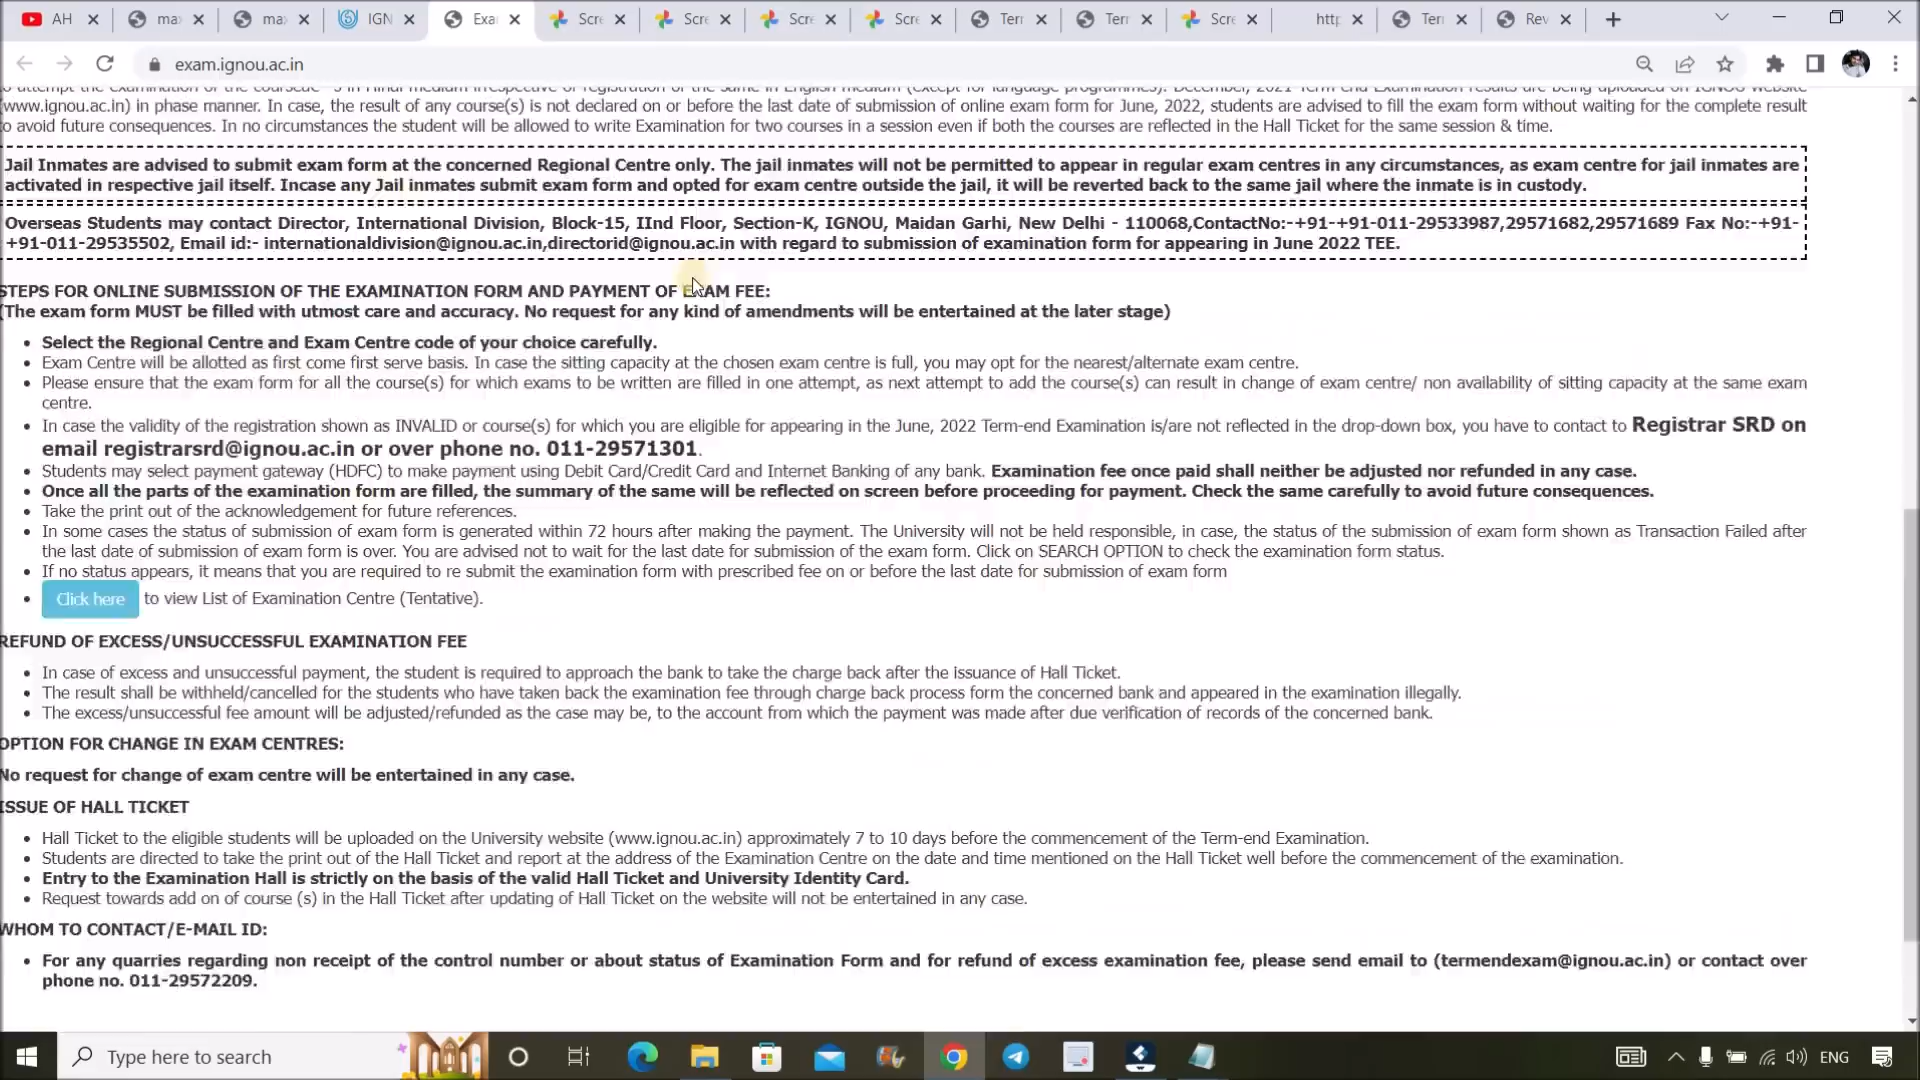 AH
max
max
IGN
Exa
Scre
Scre
Scre
Scre
Tern
Tern
Scre
http
Tern
Rev
exam.ignou.ac.in
(www.ignou.ac.in) in phase manner. In case, the result of any course(s) is not declared on or before the last date of submission of online exam form for June, 2022, students are advised to fill the exam form without waiting for the complete result
to avoid future consequences. In no circumstances the student will be allowed to write Examination for two courses in a session even if both the courses are reflected in the Hall Ticket for the same session & time.
Jail Inmates are advised to submit exam form at the concerned Regional Centre only. The jail inmates will not be permitted to appear in regular exam centres in any circumstances, as exam centre for jail inmates are
activated in respective jail itself. Incase any Jail inmates submit exam form and opted for exam centre outside the jail, it will be reverted back to the same jail where the inmate is in custody.
Overseas Students may contact Director, International Division, Block-15, IInd Floor, Section-K, IGNOU, Maidan Garhi, New Delhi - 110068,ContactNo:-+91-+91-011-29533987,29571682,29571689 Fax No:-+91-
+91-011-29535502, Email id:- internationaldivision@ignou.ac.in,directorid@ignou.ac.in with regard to submission of examination form for appearing in June 2022 TEE.
STEPS FOR ONLINE SUBMISSION OF THE EXAMINATION FORM AND PAYMENT OF EXAM FEE:
(The exam form MUST be filled with utmost care and accuracy. No request for any kind of amendments will be entertained at the later stage)
Select the Regional Centre and Exam Centre code of your choice carefully.
Exam Centre will be allotted as first come first serve basis. In case the sitting capacity at the chosen exam centre is full, you may opt for the nearest/alternate exam centre.
Please ensure that the exam form for all the course(s) for which exams to be written are filled in one attempt, as next attempt to add the course(s) can result in change of exam centre/ non availability of sitting capacity at the same exam
centre.
In case the validity of the registration shown as INVALID or course(s) for which you are eligible for appearing in the June, 2022 Term-end Examination is/are not reflected in the drop-down box, you have to contact to Registrar SRD on
email registrarsrd@ignou.ac.in or over phone no. 011-29571301.
Students may select payment gateway (HDFC) to make payment using Debit Card/Credit Card and Internet Banking of any bank. Examination fee once paid shall neither be adjusted nor refunded in any case.
Once all the parts of the examination form are filled, the summary of the same will be reflected on screen before proceeding for payment. Check the same carefully to avoid future consequences.
Take the print out of the acknowledgement for future references.
In some cases the status of submission of exam form is generated within 72 hours after making the payment. The University will not be held responsible, in case, the status of the submission of exam form shown as Transaction Failed after
the last date of submission of exam form is over. You are advised not to wait for the last date for submission of the exam form. Click on SEARCH OPTION to check the examination form status.
If no status appears, it means that you are required to re submit the examination form with prescribed fee on or before the last date for submission of exam form
Click here to view List of Examination Centre (Tentative).
REFUND OF EXCESS/UNSUCCESSFUL EXAMINATION FEE
In case of excess and unsuccessful payment, the student is required to approach the bank to take the charge back after the issuance of Hall Ticket.
The result shall be withheld/cancelled for the students who have taken back the examination fee through charge back process form the concerned bank and appeared in the examination illegally.
The excess/unsuccessful fee amount will be adjusted/refunded as the case may be, to the account from which the payment was made after due verification of records of the concerned bank.
OPTION FOR CHANGE IN EXAM CENTRES:
No request for change of exam centre will be entertained in any case.
ISSUE OF HALL TICKET
Hall Ticket to the eligible students will be uploaded on the University website (www.ignou.ac.in) approximately 7 to 10 days before the commencement of the Term-end Examination.
Students are directed to take the print out of the Hall Ticket and report at the address of the Examination Centre on the date and time mentioned on the Hall Ticket well before the commencement of the examination.
Entry to the Examination Hall is strictly on the basis of the valid Hall Ticket and University Identity Card.
Request towards add on of course (s) in the Hall Ticket after updating of Hall Ticket on the website will not be entertained in any case.
WHOM TO CONTACT/E-MAIL ID:
For any quarries regarding non receipt of the control number or about status of Examination Form and for refund of excess examination fee, please send email to (termendexam@ignou.ac.in) or contact over
phone no. 011-29572209.
Type here to search
ENG